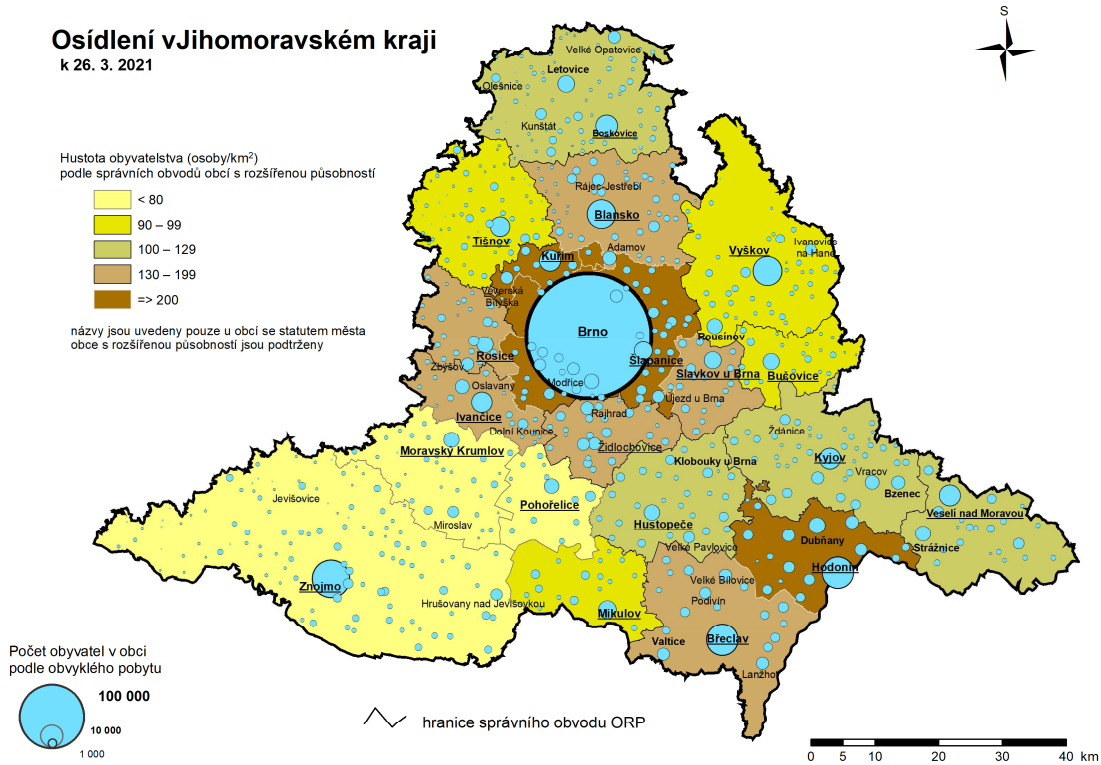 Osídlení vJihomoravském kraji
k 26. 3. 2021
S
Hustota obyvatelstva (osoby/km²)
podle správních obvodů obcí s rozšířenou působností
< 80
90 – 99
100 – 129
130 – 199
=> 200
názvy jsou uvedeny pouze u obcí se statutem města
obce s rozšířenou působností jsou podtrženy
Velké Opatovice
Letovice
Olešnice
Kunštát
Boskovice
Rájec-Jestřebí
Blansko
Tišnov
Adamov
Kuřim
Vyškov
Ivanovice
na Hané
Veverská
Bítýška
Brno
Rousínov
Rosice
Šlapanice
Zbýšov
Slavkov u Brna
Bučovice
Oslavany
Modřice
Újezd u Brna
Ivančice
Rajhrad
Dolní Kounice
Ždánice
Židlochovice
Moravský Krumlov
Klobouky u Brna
Kyjov
Vracov
Bzenec
Jevišovice
Pohořelice
Veselí nad Moravou
Miroslav
Hustopeče
Dubňany
Strážnice
Velké Pavlovice
Hodonín
Znojmo
Velké Bílovice
Podivín
Hrušovany nad Jevišovkou
Mikulov
Valtice
Břeclav
Lanžhot
Počet obyvatel v obci
podle obvyklého pobytu
100 000
10 000
1 000
hranice správního obvodu ORP
0 5 10 20 30 40 km